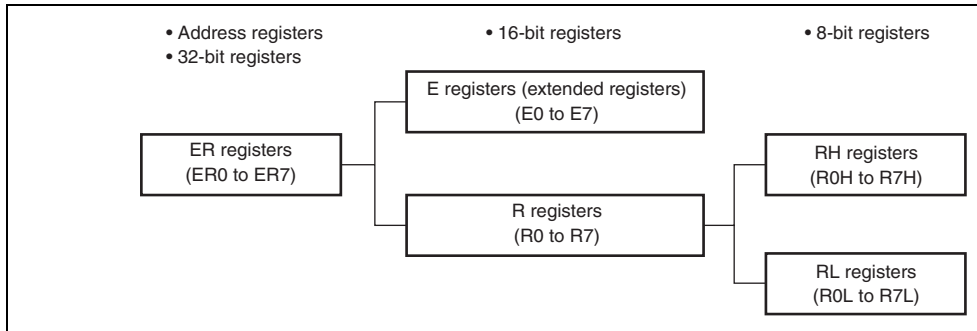 • Address registers
• 32-bit registers
• 16-bit registers
• 8-bit registers
E registers (extended registers)
(E0 to E7)
ER registers
(ER0 to ER7)
RH registers
(R0H to R7H)
R registers
(R0 to R7)
RL registers
(R0L to R7L)